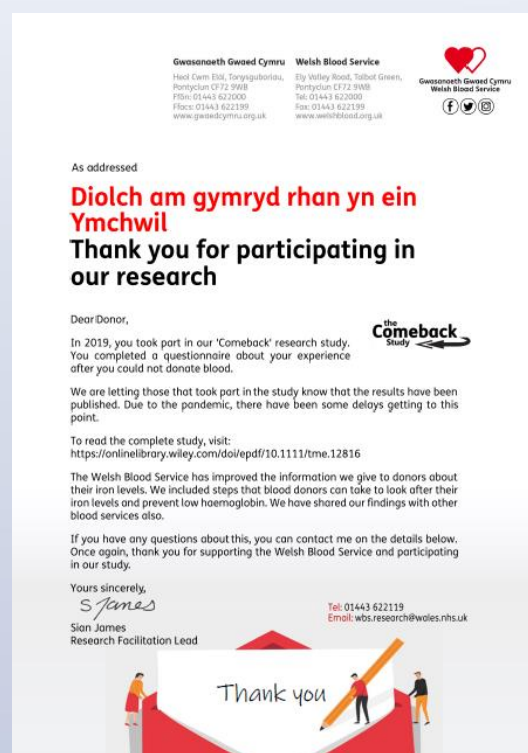 Gwasanaeth Gwaed Cymru
Heol Cwm Elái, Tonysguboriau,
Pontyclun CF72 9WB
Ffôn: 01443 622000
Ffacs: 01443 622199
www.gwaedcymru.org.uk
Welsh Blood Service
Ely Valley Road, Talbot Green,
Pontyclun CF72 9WB
Tel: 01443 622000
Fax: 01443 622199
www.welshblood.org.uk
Gwasanaeth Gwaed Cymru
Welsh Blood Service
As addressed
Diolch am gymryd rhan yn ein
Ymchwil
Thank you for participating in
our research
Dear Donor,
In 2019, you took part in our 'Comeback' research study.
You completed a questionnaire about your experience
after you could not donate blood.
the
Comeback
Study
We are letting those that took part in the study know that the results have been
published. Due to the pandemic, there have been some delays getting to this
point.
To read the complete study, visit:
https://onlinelibrary.wiley.com/doi/epdf/10.1111/tme.12816
The Welsh Blood Service has improved the information we give to donors about
their iron levels. We included steps that blood donors can take to look after their
iron levels and prevent low haemoglobin. We have shared our findings with other
blood services also.
If you have any questions about this, you can contact me on the details below.
Once again, thank you for supporting the Welsh Blood Service and participating
in our study.
Yours sincerely,
S James
Sian James
Research Facilitation Lead
Tel: 01443 622119
Email: wbs.research@wales.nhs.uk
Thank you